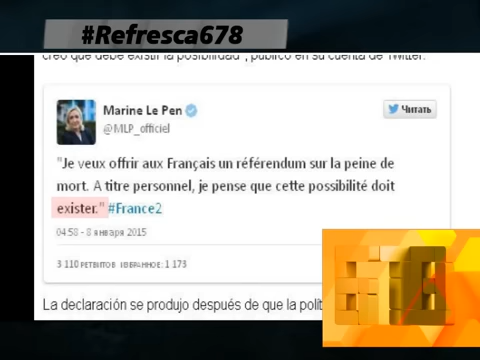 #Refresca678
creo que debe existir la posibilidad", publicó en su cuenta de Twitter.
Marine Le Pen
Читать
@MLP_officiel
"Je veux offrir aux Français un référendum sur la peine de
mort. A titre personnel, je pense que cette possibilité doit
exister." #France2
04:58 - 8 января 2015
3 110 РЕТВИТОВ ИЗБРАННОЕ: 1 173
La declaración se produjo después de que la polít